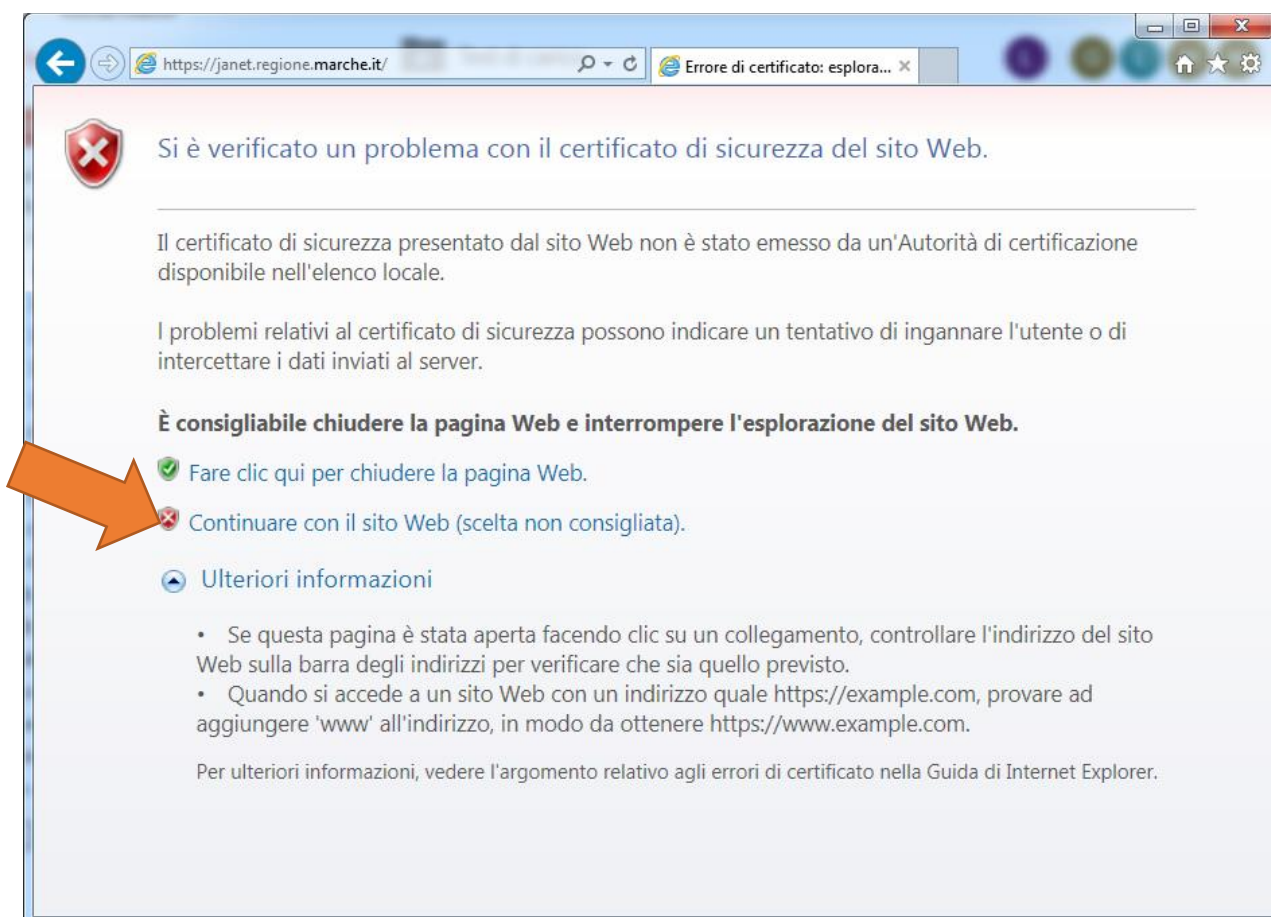 https://janet.regione.marche.it/
Errore di certificato: esplora...
Si è verificato un problema con il certificato di sicurezza del sito Web.
Il certificato di sicurezza presentato dal sito Web non è stato emesso da un'Autorità di certificazione
disponibile nell'elenco locale.
I problemi relativi al certificato di sicurezza possono indicare un tentativo di ingannare l'utente o di
intercettare i dati inviati al server.
È consigliabile chiudere la pagina Web e interrompere l'esplorazione del sito Web.
Fare clic qui per chiudere la pagina Web.
Continuare con il sito Web (scelta non consigliata).
Ulteriori informazioni
• Se questa pagina è stata aperta facendo clic su un collegamento, controllare l'indirizzo del sito
Web sulla barra degli indirizzi per verificare che sia quello previsto.
• Quando si accede a un sito Web con un indirizzo quale https://example.com, provare ad
aggiungere 'www' all'indirizzo, in modo da ottenere https://www.example.com.
Per ulteriori informazioni, vedere l'argomento relativo agli errori di certificato nella Guida di Internet Explorer.